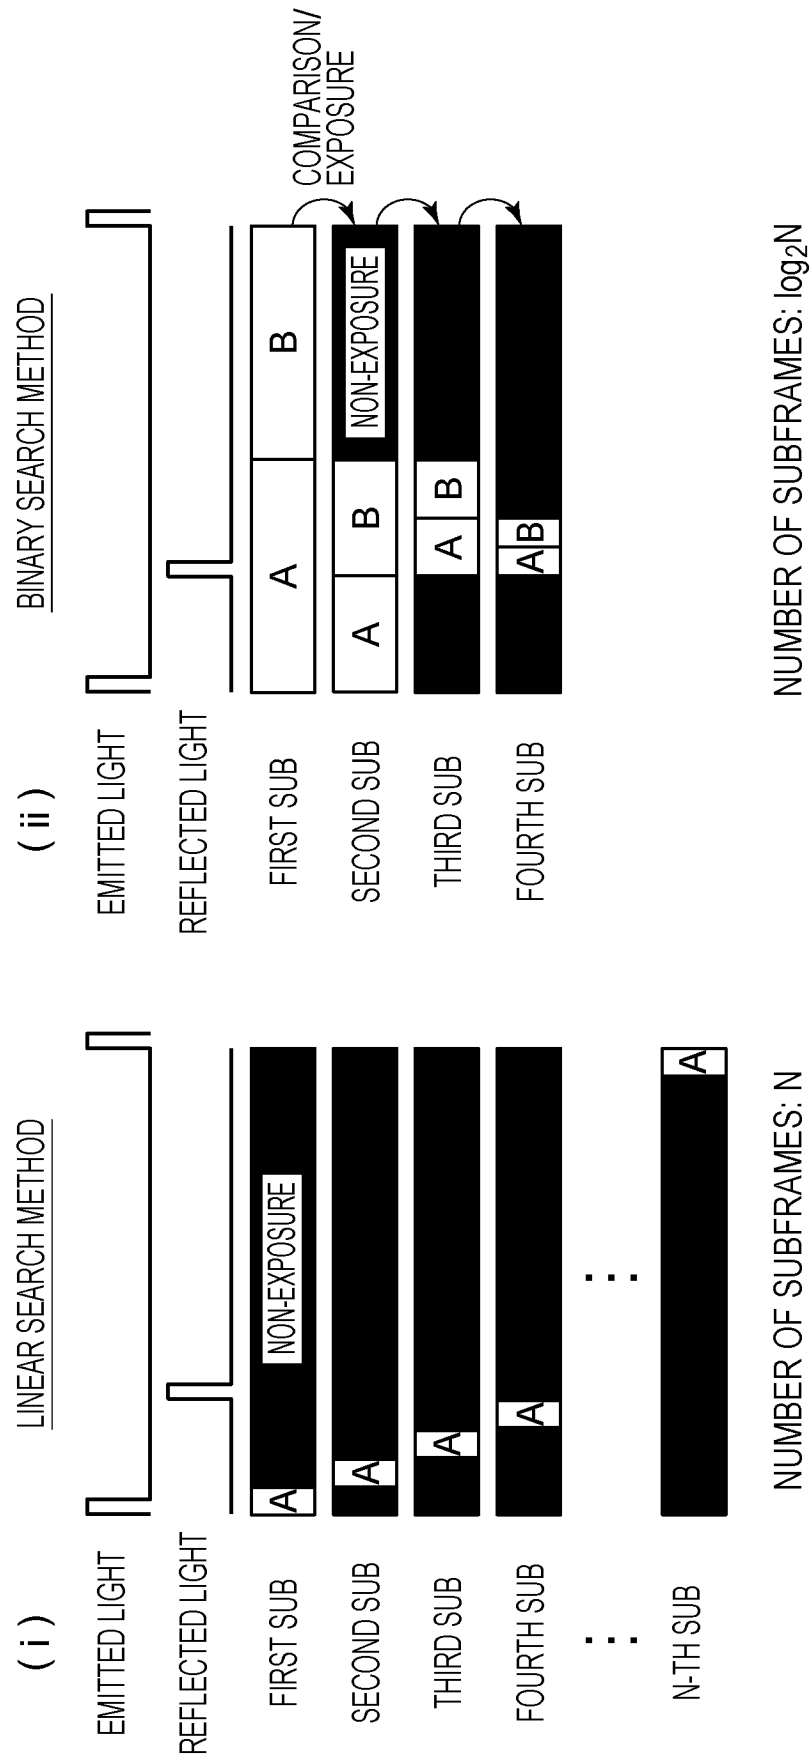 ( i )
LINEAR SEARCH METHOD
EMITTED LIGHT
REFLECTED LIGHT
FIRST SUB
A
NON-EXPOSURE
SECOND SUB
A
THIRD SUB
A
FOURTH SUB
A
N-TH SUB
A
NUMBER OF SUBFRAMES: N
( ii )
BINARY SEARCH METHOD
EMITTED LIGHT
REFLECTED LIGHT
FIRST SUB
A
B
COMPARISON/
EXPOSURE
SECOND SUB
A
B
NON-EXPOSURE
THIRD SUB
A
B
FOURTH SUB
A
B
NUMBER OF SUBFRAMES: log₂N